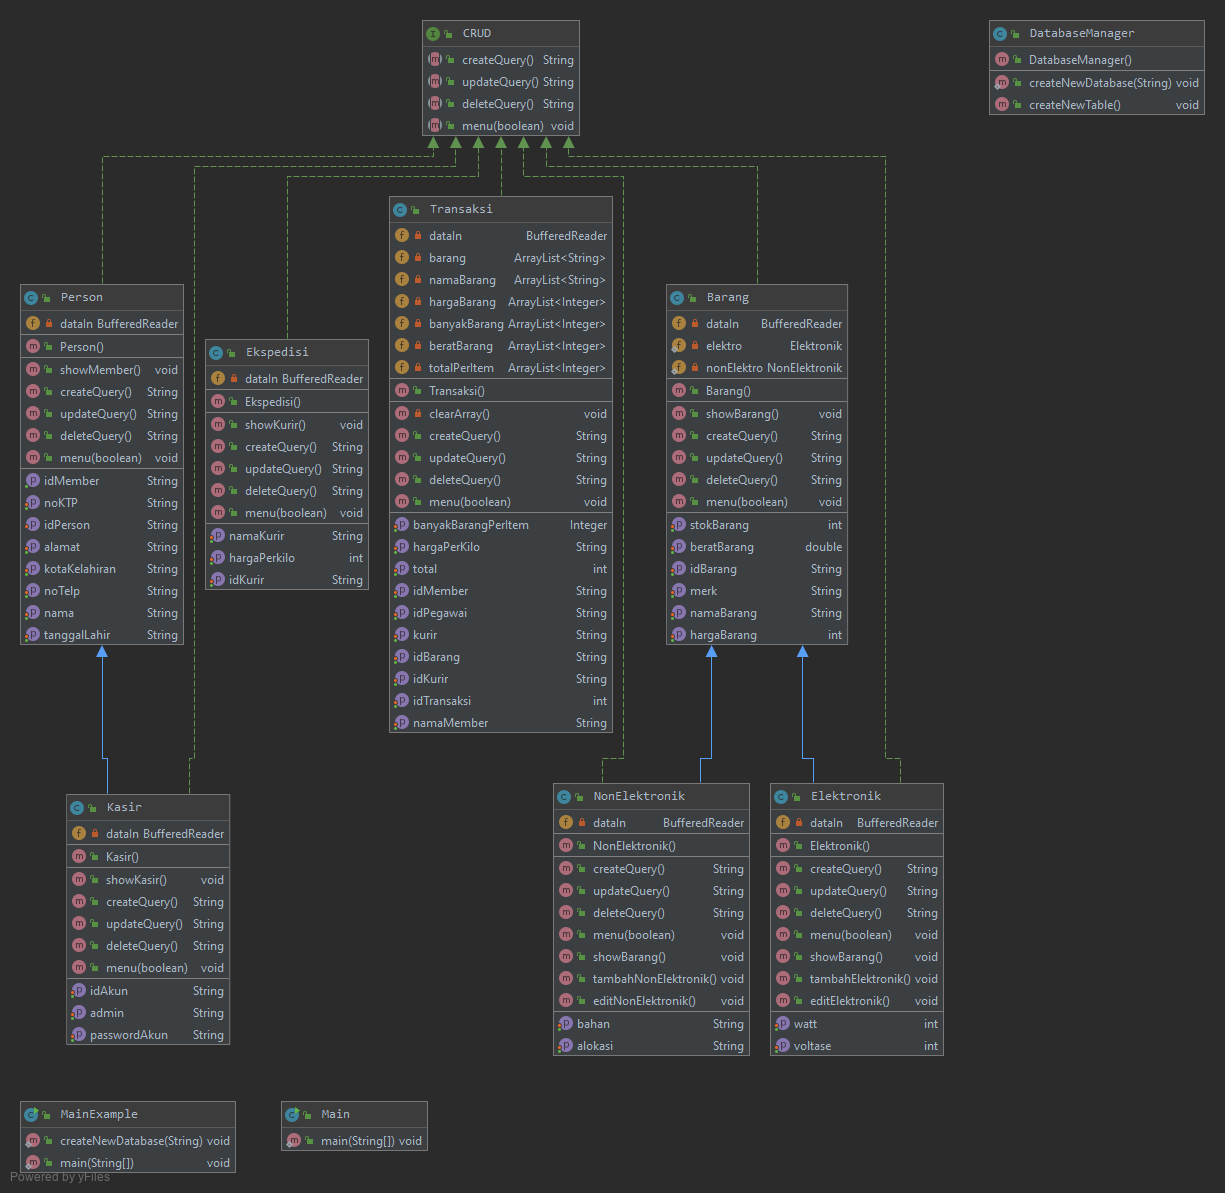 CRUD
createQuery() String
updateQuery() String
deleteQuery() String
menu(boolean) void
DatabaseManager
DatabaseManager()
createNewDatabase(String) void
createNewTable() void
Transaksi
dataIn BufferedReader
barang ArrayList<String>
namaBarang ArrayList<String>
hargaBarang ArrayList<Integer>
banyakBarang ArrayList<Integer>
beratBarang ArrayList<Integer>
totalPerItem ArrayList<Integer>
Transaksi()
clearArray() void
createQuery() String
updateQuery() String
deleteQuery() String
menu(boolean) void
banyakBarangPerItem Integer
hargaPerKilo String
total int
idMember String
idPegawai String
kurir String
idBarang String
idKurir String
idTransaksi int
namaMember String
Person
dataIn BufferedReader
Person()
showMember() void
createQuery() String
updateQuery() String
deleteQuery() String
menu(boolean) void
idMember String
noKTP String
idPerson String
alamat String
kotaKelahiran String
noTelp String
nama String
tanggalLahir String
Ekspedisi
dataIn BufferedReader
Ekspedisi()
showKurir() void
createQuery() String
updateQuery() String
deleteQuery() String
menu(boolean) void
namaKurir String
hargaPerkilo int
idKurir String
Barang
dataIn BufferedReader
elektro Elektronik
nonElektro NonElektronik
Barang()
showBarang() void
createQuery() String
updateQuery() String
deleteQuery() String
menu(boolean) void
stokBarang int
beratBarang double
idBarang String
merk String
namaBarang String
hargaBarang int
Kasir
dataIn BufferedReader
Kasir()
showKasir() void
createQuery() String
updateQuery() String
deleteQuery() String
menu(boolean) void
idAkun String
admin String
passwordAkun String
NonElektronik
dataIn BufferedReader
NonElektronik()
createQuery() String
updateQuery() String
deleteQuery() String
menu(boolean) void
showBarang() void
tambahNonElektronik() void
editNonElektronik() void
bahan String
alokasi String
Elektronik
dataIn BufferedReader
Elektronik()
createQuery() String
updateQuery() String
deleteQuery() String
menu(boolean) void
showBarang() void
tambahElektronik() void
editElektronik() void
watt int
voltase int
MainExample
createNewDatabase(String) void
main(String[]) void
Main
main(String[]) void
Powered by yFiles